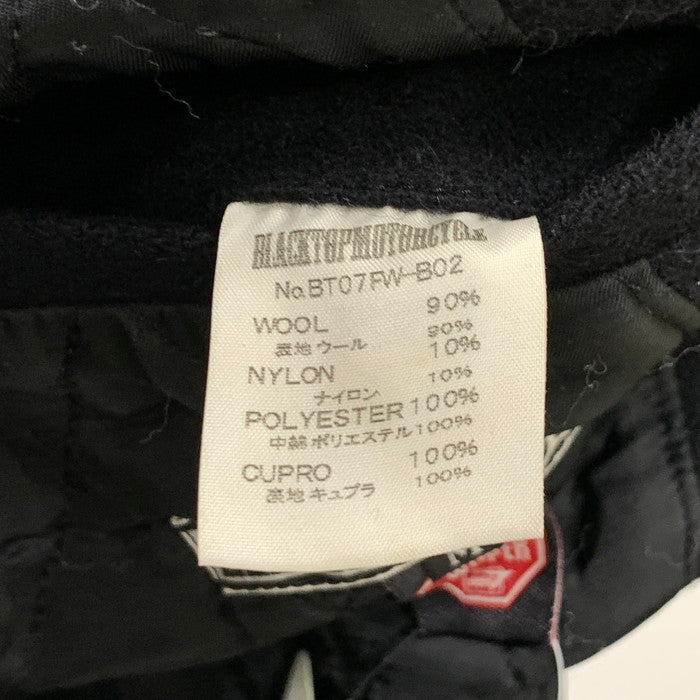 BLACKTOPMOTORCYCLE
No.BT07FW-B02
WOOL 90%
表地 ウール 90%
NYLON 10%
ナイロン 10%
POLYESTER 100%
中綿 ポリエステル 100%
CUPRO 100%
裏地 キュプラ 100%